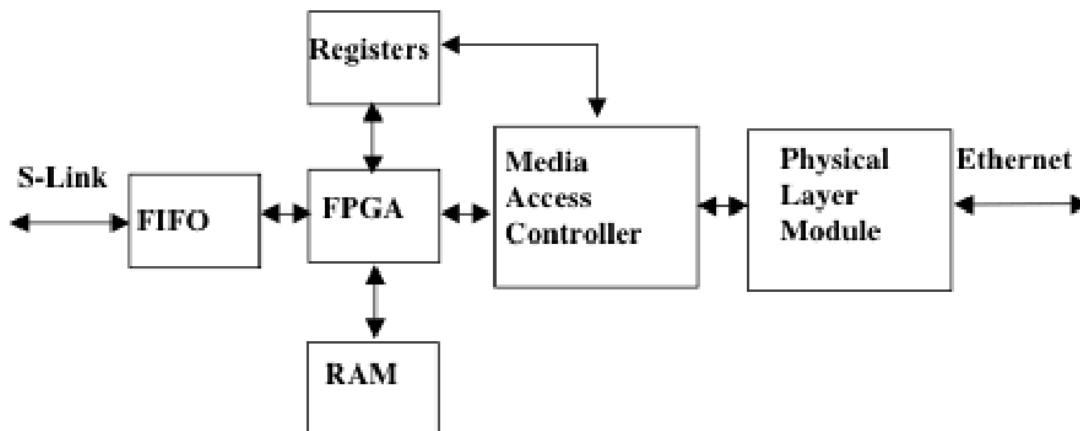 Registers
S-Link
FIFO
FPGA
Media
Access
Controller
Physical
Layer
Module
Ethernet
RAM